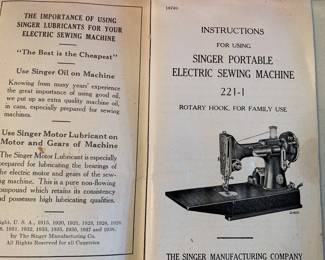 THE IMPORTANCE OF USING
SINGER LUBRICANTS FOR YOUR
ELECTRIC SEWING MACHINE
"The Best is the Cheapest"
Use Singer Oil on Machine
Knowing from many years' experience
the great importance of using good oil,
we put up an extra quality machine oil,
in cans, especially prepared for sewing
machines.
Use Singer Motor Lubricant on
Motor and Gears of Machine
The Singer Motor Lubricant is especially
prepared for lubricating the bearings of
the electric motor and gears of the sew-
ing machine. This is a pure non-flowing
compound which retains its consistency and
possesses high lubricating qualities.
right, U. S. A., 1915, 1920, 1921, 1923,
by The Singer Manufacturing Co.
All Rights Reserved for all Countries
INSTRUCTIONS
FOR USING
SINGER PORTABLE
ELECTRIC SEWING MACHINE
221-1
ROTARY HOOK, FOR FAMILY USE
THE SINGER MANUFACTURING COMPANY